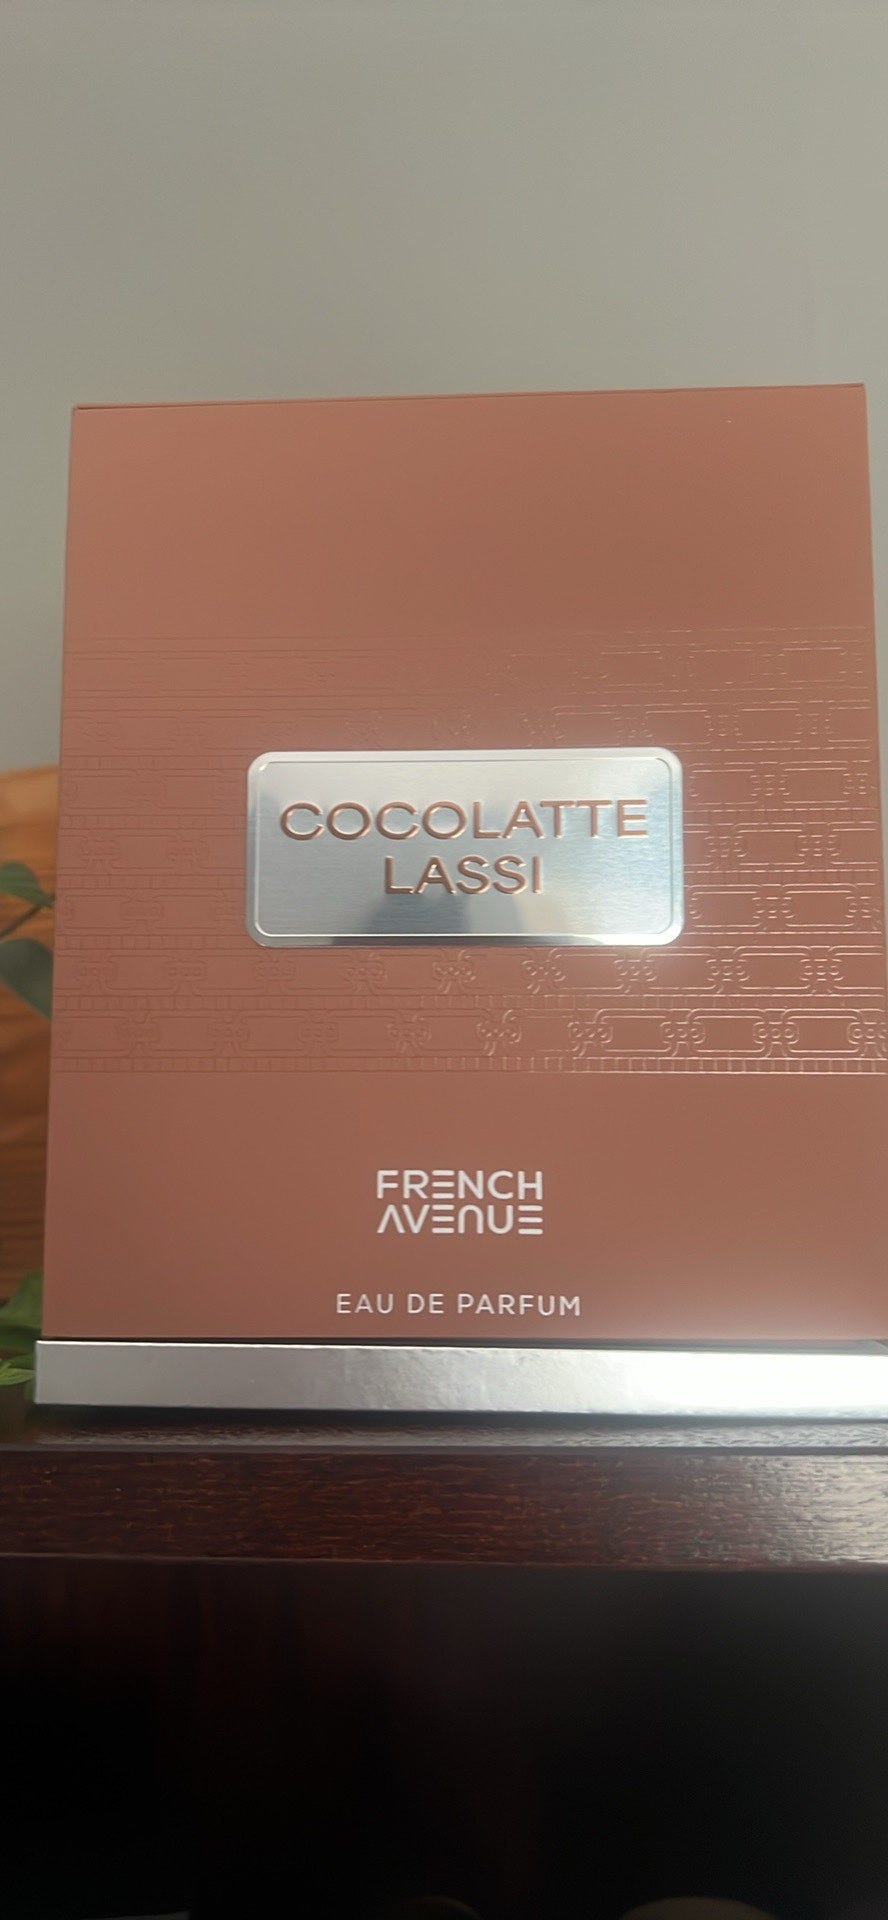 COCOLATTE
LASSI
FRENCH
AVENUE
EAU DE PARFUM